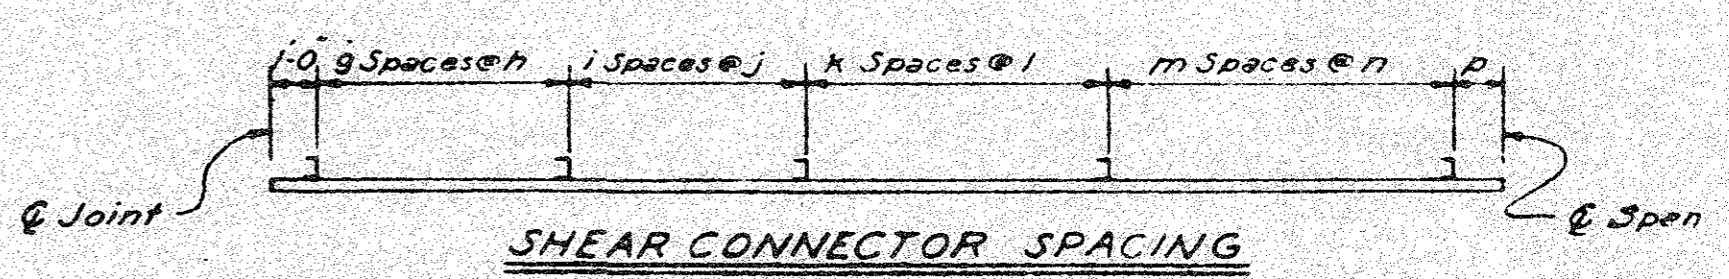 1'-0" g Spaces@h i Spaces@j k Spaces@l m Spaces@n p
℄ Joint
℄ Span
SHEAR CONNECTOR SPACING